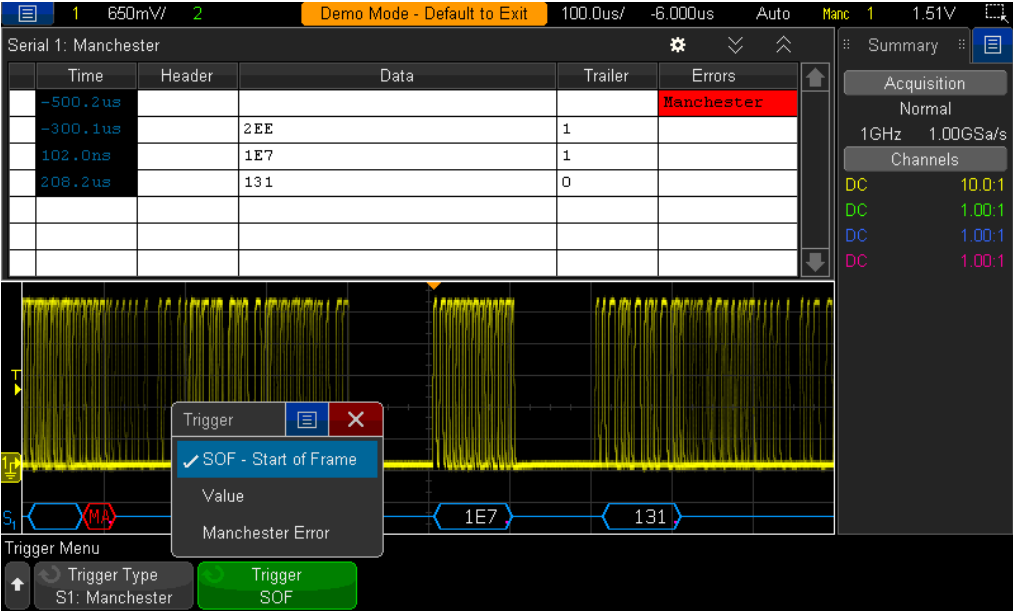 1 650mV/ 2 Demo Mode - Default to Exit 100.0us/ -6.000us Auto Manc 1 1.51V
Serial 1: Manchester
Time Header Data Trailer Errors
-500.2us Manchester
-300.1us 2EE 1
102.0ns 1E7 1
208.2us 131 0
Summary
Acquisition
Normal
1GHz 1.00GSa/s
Channels
DC 10.0:1
DC 1.00:1
DC 1.00:1
DC 1.00:1
T
1
Trigger
SOF - Start of Frame
Value
Manchester Error
S1 MA 1E7 131
Trigger Menu
Trigger Type
S1: Manchester
Trigger
SOF